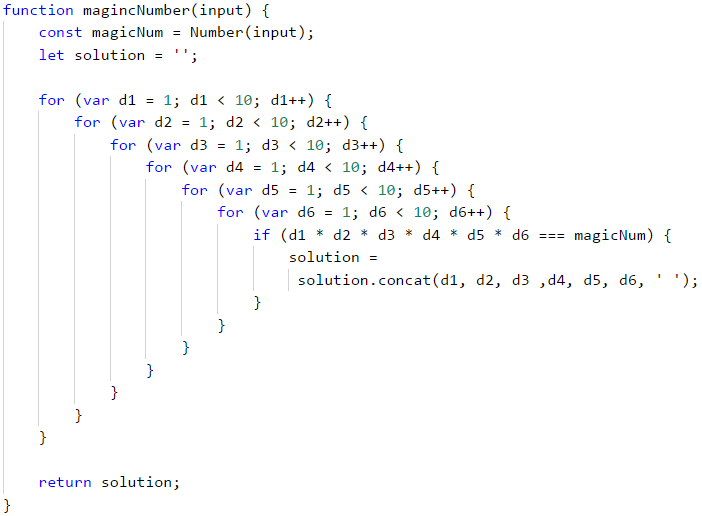 function magincNumber(input) {
    const magicNum = Number(input);
    let solution = '';

    for (var d1 = 1; d1 < 10; d1++) {
        for (var d2 = 1; d2 < 10; d2++) {
            for (var d3 = 1; d3 < 10; d3++) {
                for (var d4 = 1; d4 < 10; d4++) {
                    for (var d5 = 1; d5 < 10; d5++) {
                        for (var d6 = 1; d6 < 10; d6++) {
                            if (d1 * d2 * d3 * d4 * d5 * d6 === magicNum) {
                                solution =
                                 solution.concat(d1, d2, d3 ,d4, d5, d6, ' ');
                            }
                        }
                    }
                }
            }
        }
    }

    return solution;
}